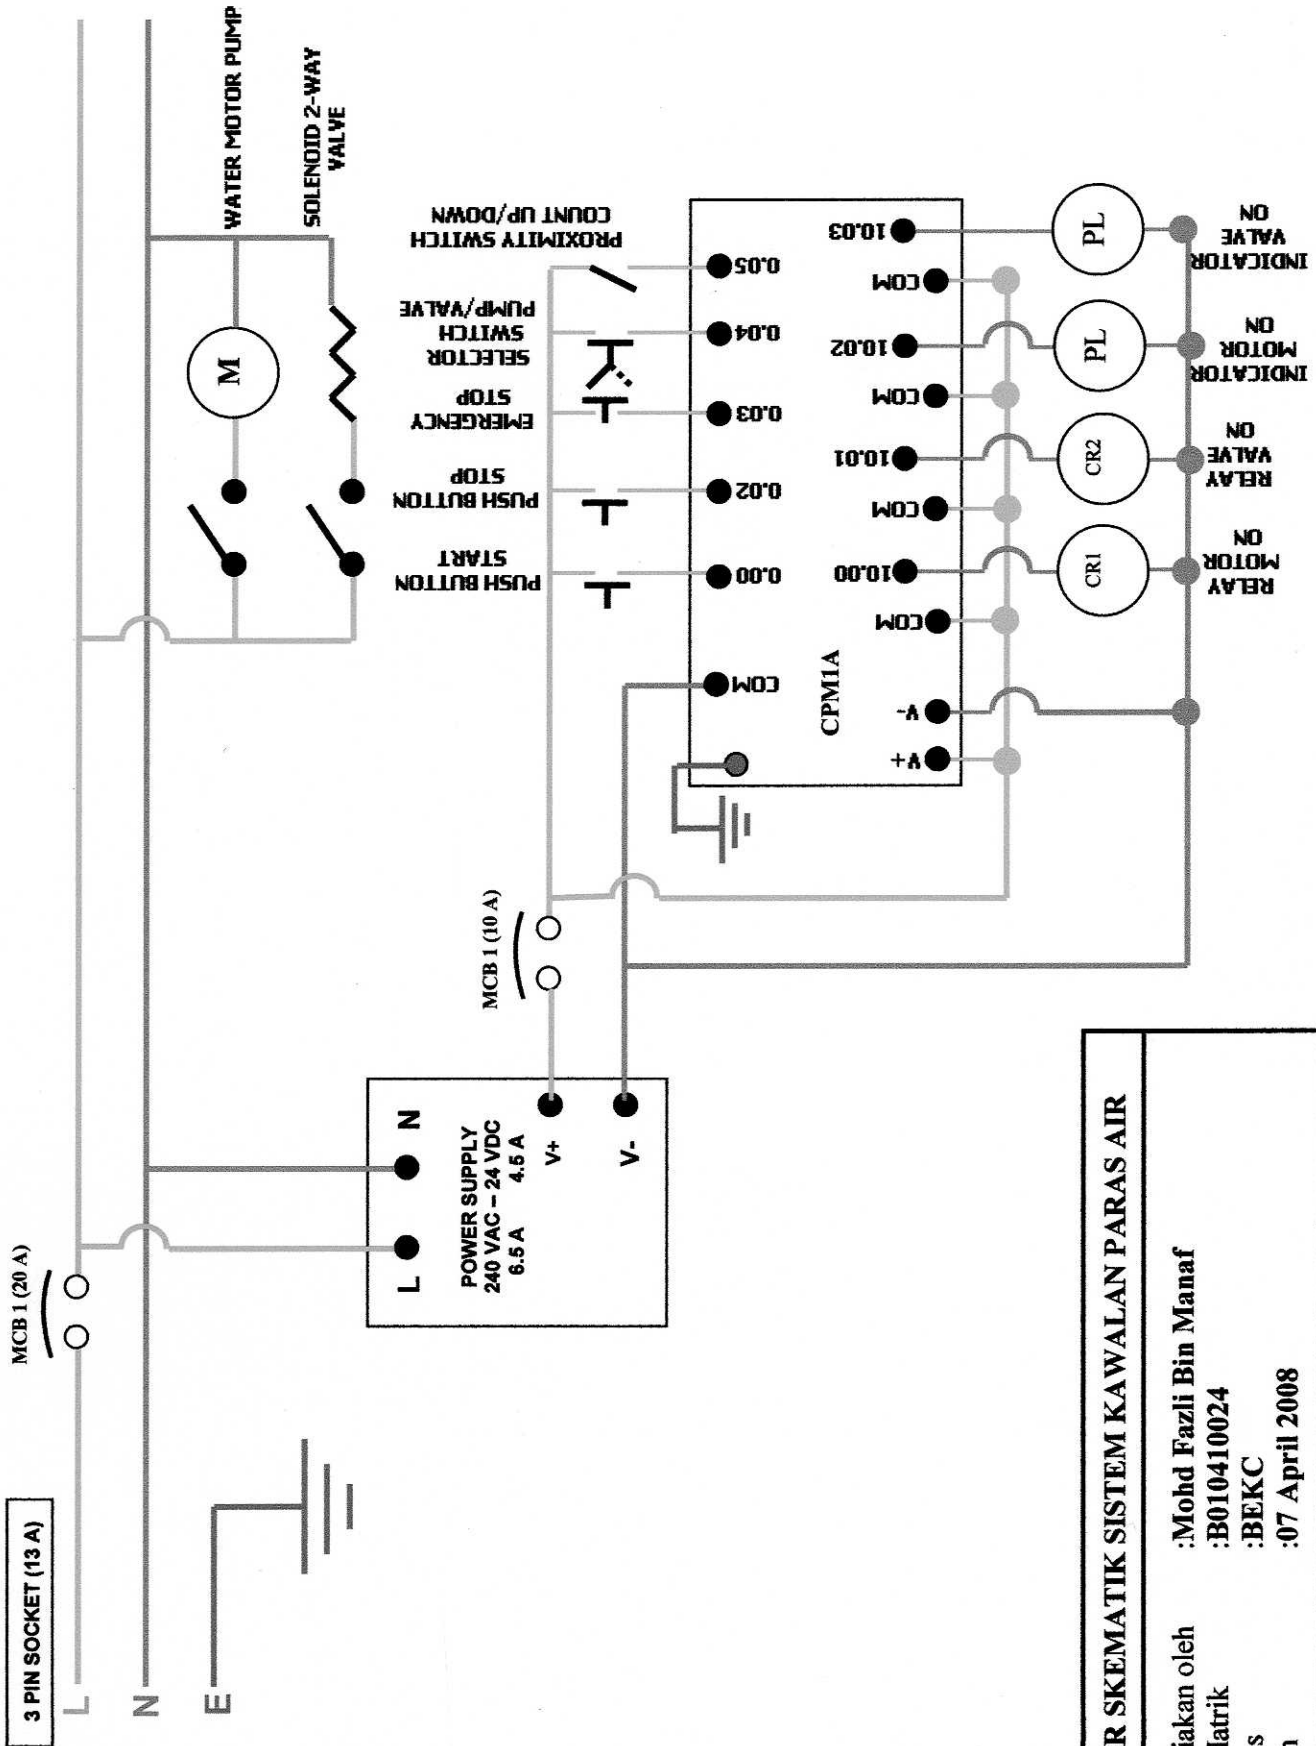 3 PIN SOCKET (13 A)
L
N
E
MCB 1 (20 A)
WATER MOTOR PUMP
SOLENOID 2-WAY
VALVE
M
L
N
POWER SUPPLY
240 VAC – 24 VDC
6.5 A 4.5 A
V+
V-
MCB 1 (10 A)
PUSH BUTTON
START
PUSH BUTTON
STOP
EMERGENCY
STOP
SELECTOR
SWITCH
PUMP/VALVE
PROXIMITY SWITCH
COUNT UP/DOWN
COM
0.00
0.02
0.03
0.04
0.05
CPM1A
V+
V-
COM
10.00
COM
10.01
COM
10.02
COM
10.03
CR1
CR2
PL
PL
RELAY
MOTOR
ON
RELAY
VALVE
ON
INDICATOR
MOTOR
ON
INDICATOR
VALVE
ON
R SKEMATIK SISTEM KAWALAN PARAS AIR
iakan oleh :Mohd Fazli Bin Manaf
latrik :B010410024
s :BEKC
n :07 April 2008